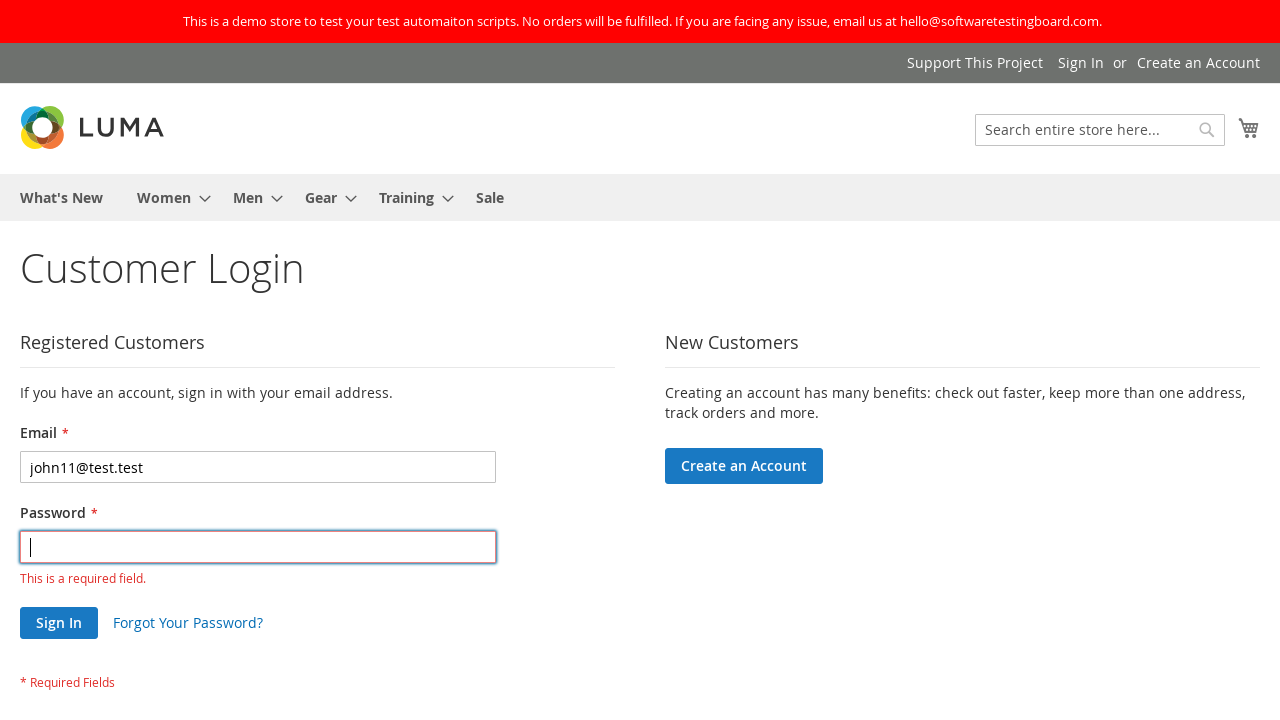 This is a demo store to test your test automaiton scripts. No orders will be fulfilled. If you are facing any issue, email us at hello@softwaretestingboard.com.
Support This Project Sign In or Create an Account
LUMA
Search entire store here...
What's New Women Men Gear Training Sale
Customer Login
Registered Customers
If you have an account, sign in with your email address.
Email *
john11@test.test
Password *
This is a required field.
Sign In Forgot Your Password?
* Required Fields
New Customers
Creating an account has many benefits: check out faster, keep more than one address,
track orders and more.
Create an Account